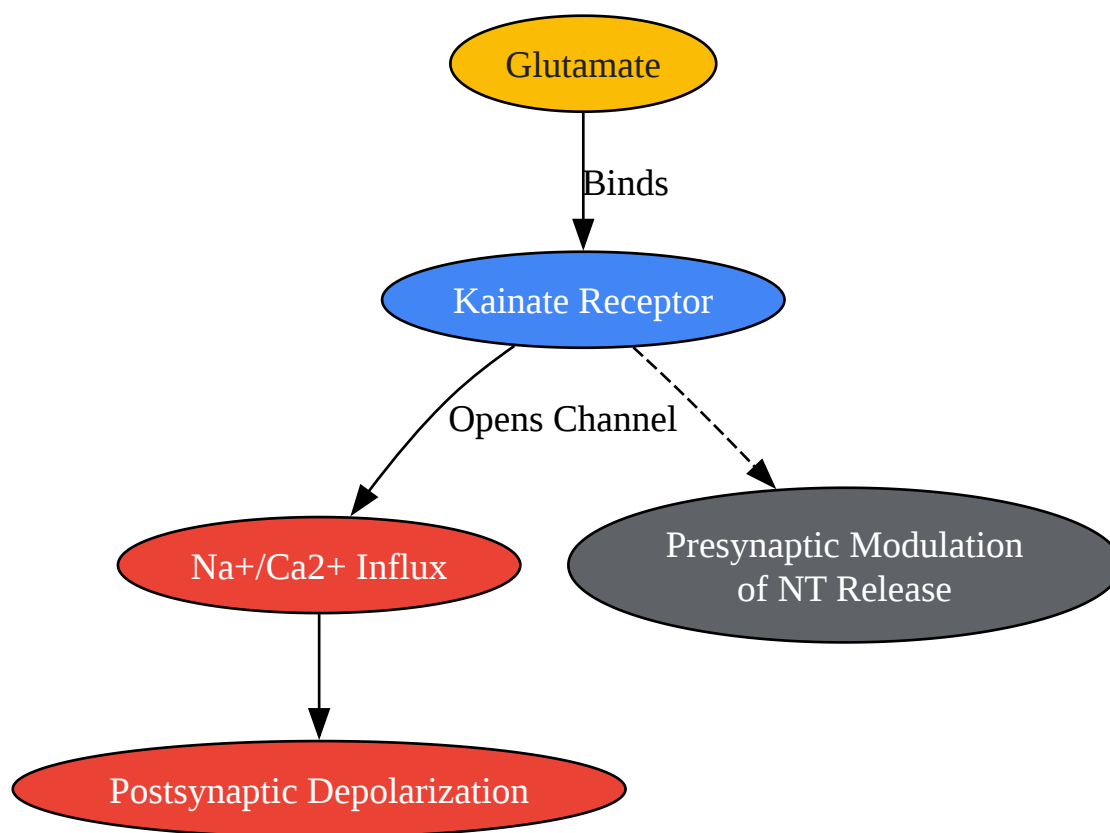 Glutamate
Binds
Kainate Receptor
Opens Channel
Na+/Ca2+ Influx
Presynaptic Modulation
of NT Release
Postsynaptic Depolarization